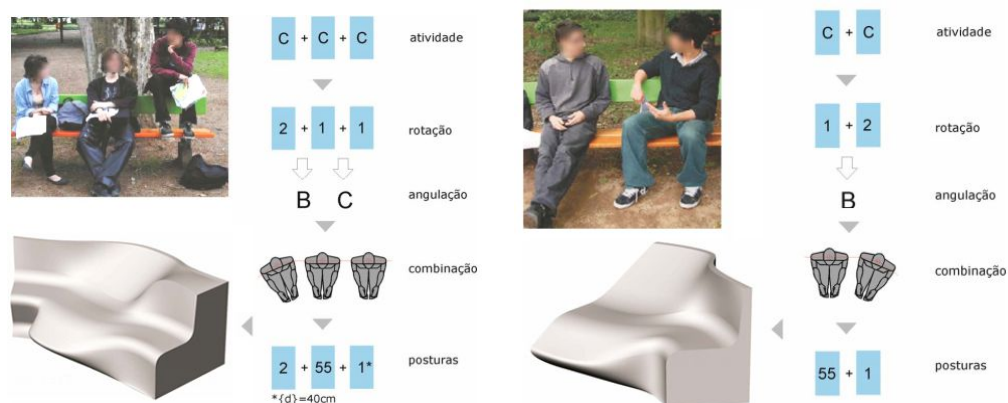 C + C + C atividade
2 + 1 + 1 rotação
B C angulação
combinação
2 + 55 + 1* posturas
*{d}=40cm
C + C atividade
1 + 2 rotação
B angulação
combinação
55 + 1 posturas